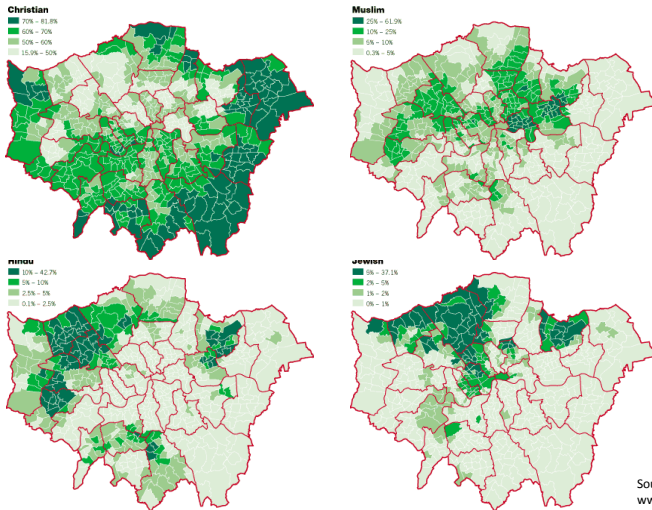 Christian
70% – 81.8%
60% – 70%
50% – 60%
15.9% – 50%
Muslim
25% – 61.9%
10% – 25%
5% – 10%
0.3% – 5%
Hindu
10% – 42.7%
5% – 10%
2.5% – 5%
0.1% – 2.5%
Jewish
5% – 37.1%
2% – 5%
1% – 2%
0% – 1%
Sou
ww